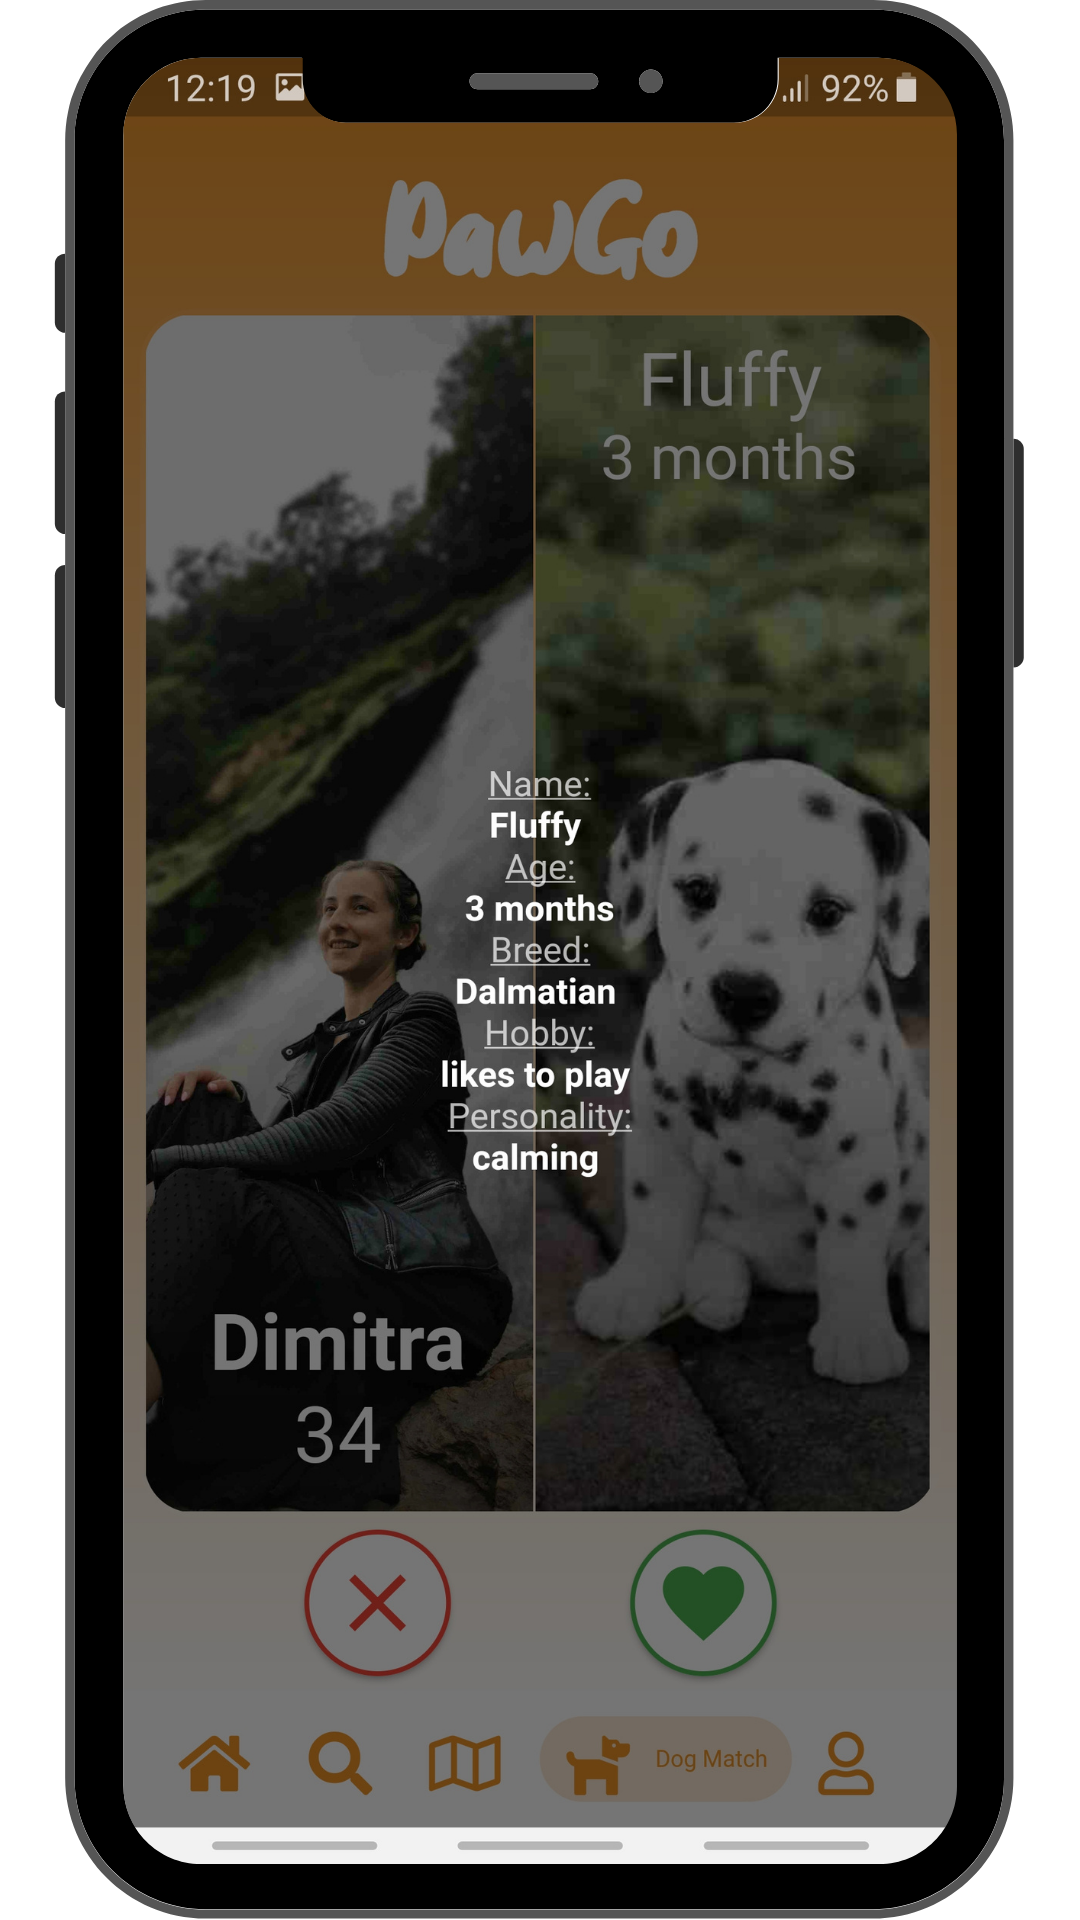 12:19
92%
PawGo
Fluffy
3 months
Name:
Fluffy
Age:
3 months
Breed:
Dalmatian
Hobby:
likes to play
Personality:
calming
Dimitra
34
Dog Match